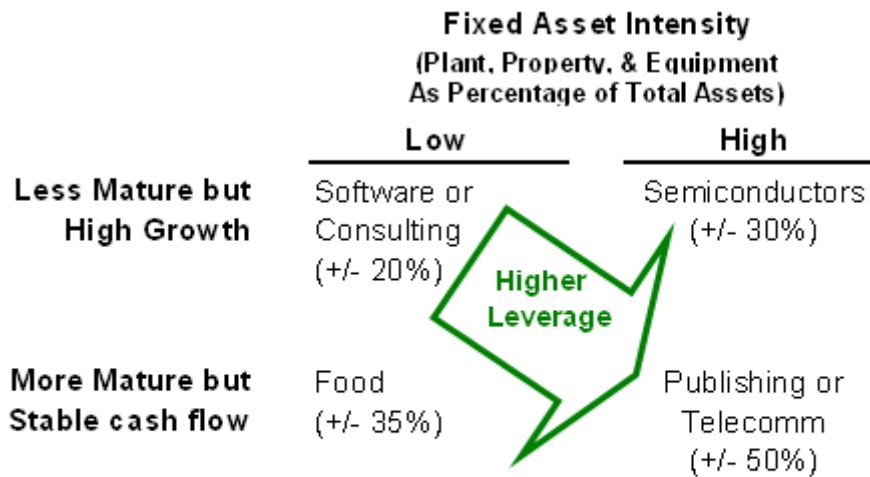 Fixed Asset Intensity
(Plant, Property, & Equipment
As Percentage of Total Assets)
Low
High
Less Mature but
High Growth
Software or
Consulting
(+/- 20%)
Semiconductors
(+/- 30%)
Higher
Leverage
More Mature but
Stable cash flow
Food
(+/- 35%)
Publishing or
Telecomm
(+/- 50%)